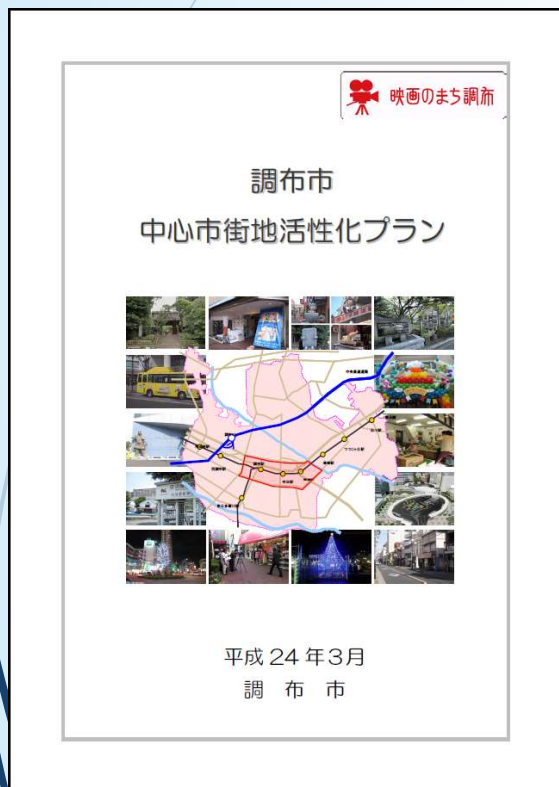 映画のまち調布
調布市
中心市街地活性化プラン
平成24年3月
調 布 市